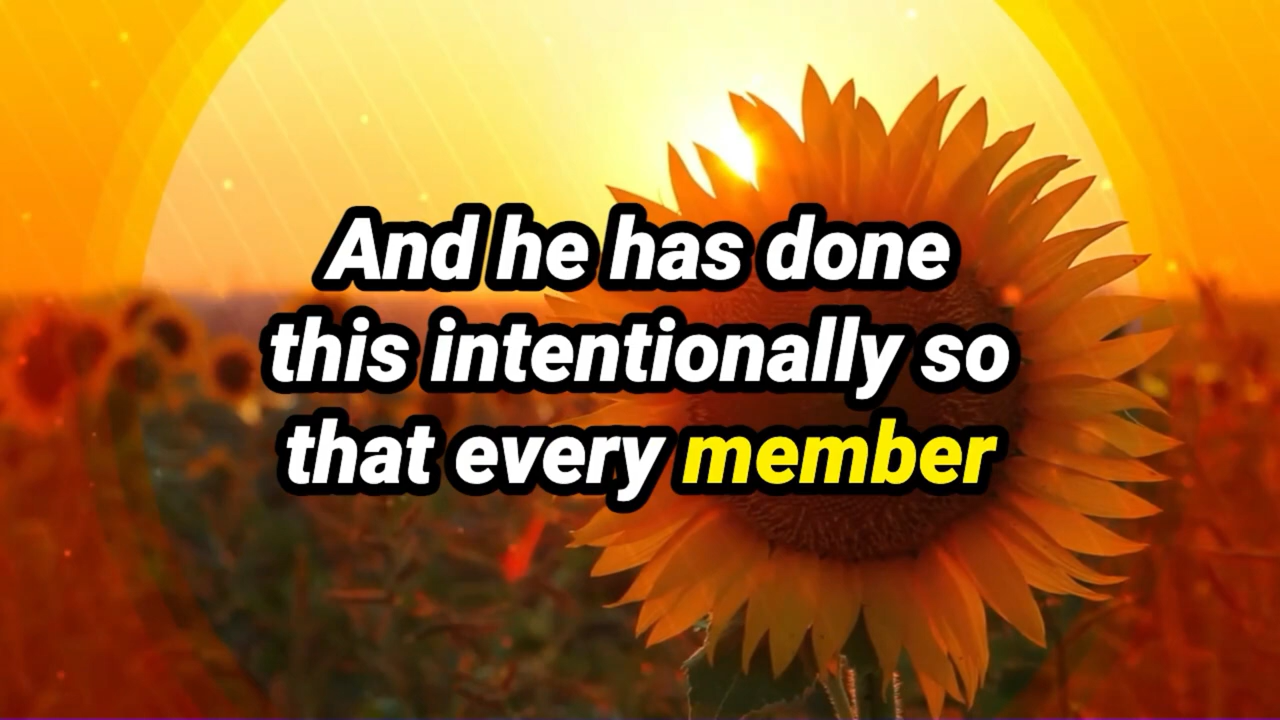 And he has done
this intentionally so
that every member